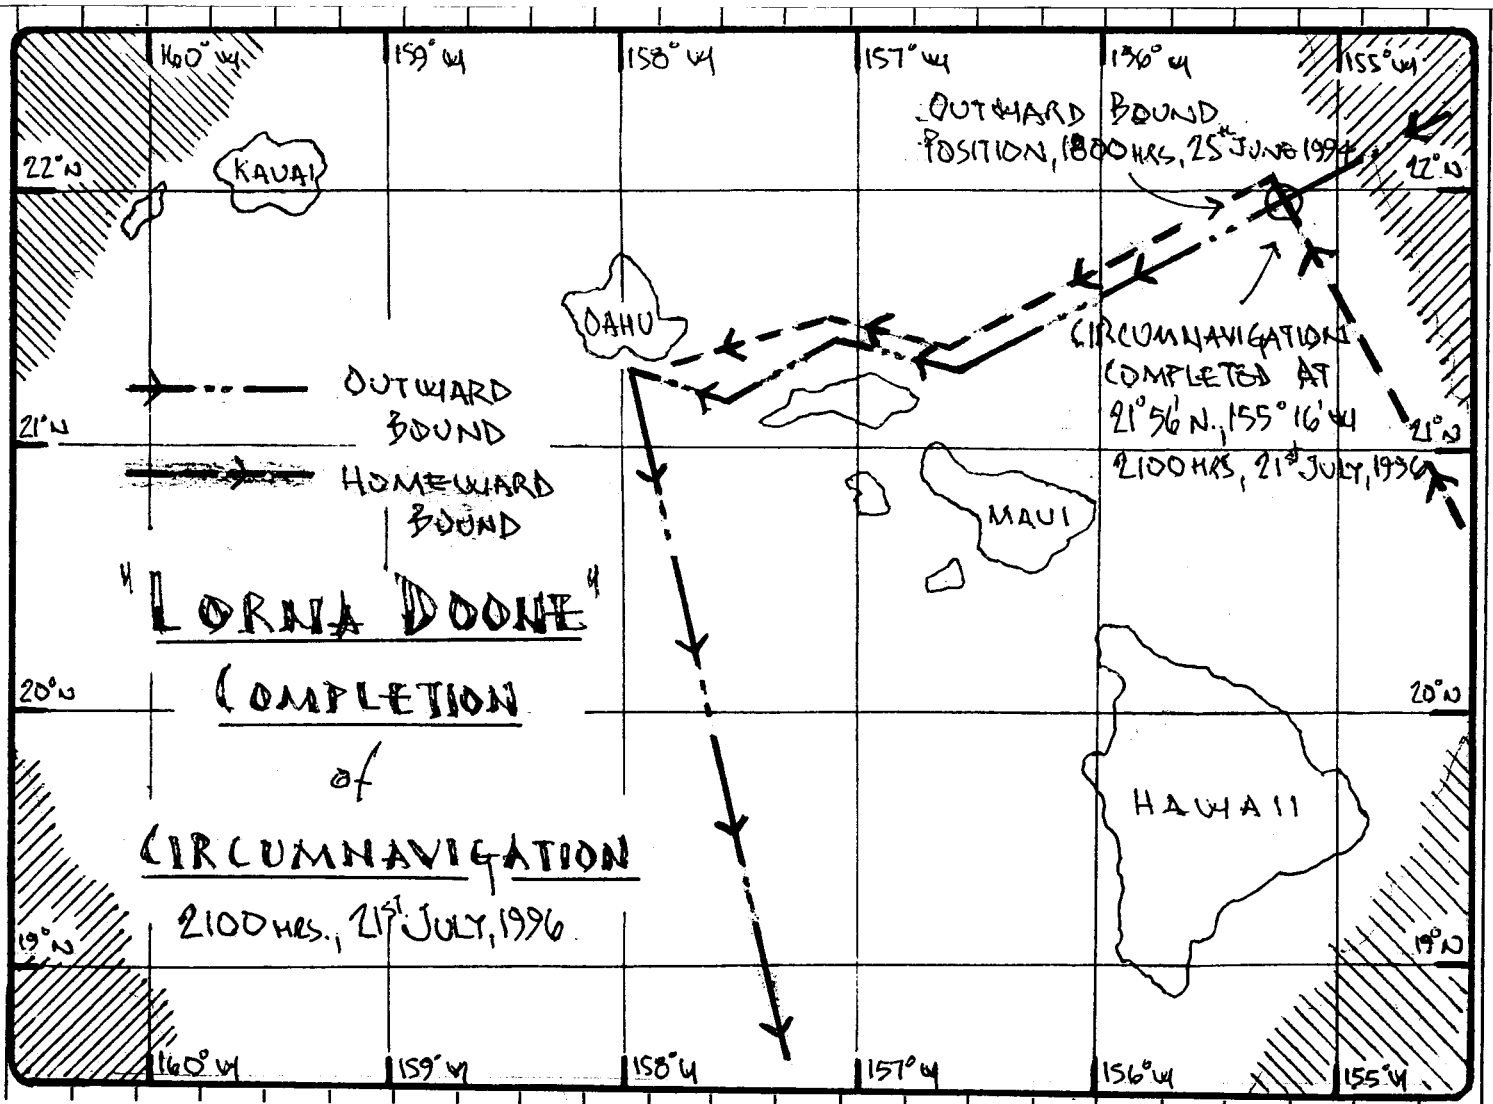 160°W 159°W 158°W 157°W 156°W 155°W
OUTWARD BOUND
POSITION, 1800 HRS, 25th JUNE 1994
22°N KAUAI 22°N
OAHU
CIRCUMNAVIGATION
COMPLETED AT
21°56'N., 155°16'W
2100 HRS, 21st JULY, 1996
OUTWARD
BOUND
21°N 21°N
HOMEWARD
BOUND
MAUI
"LORNA DOONE"
COMPLETION
20°N 20°N
of
HAWAII
CIRCUMNAVIGATION
2100 HRS., 21ST JULY, 1996
19°N 19°N
160°W 159°W 158°W 157°W 156°W 155°W